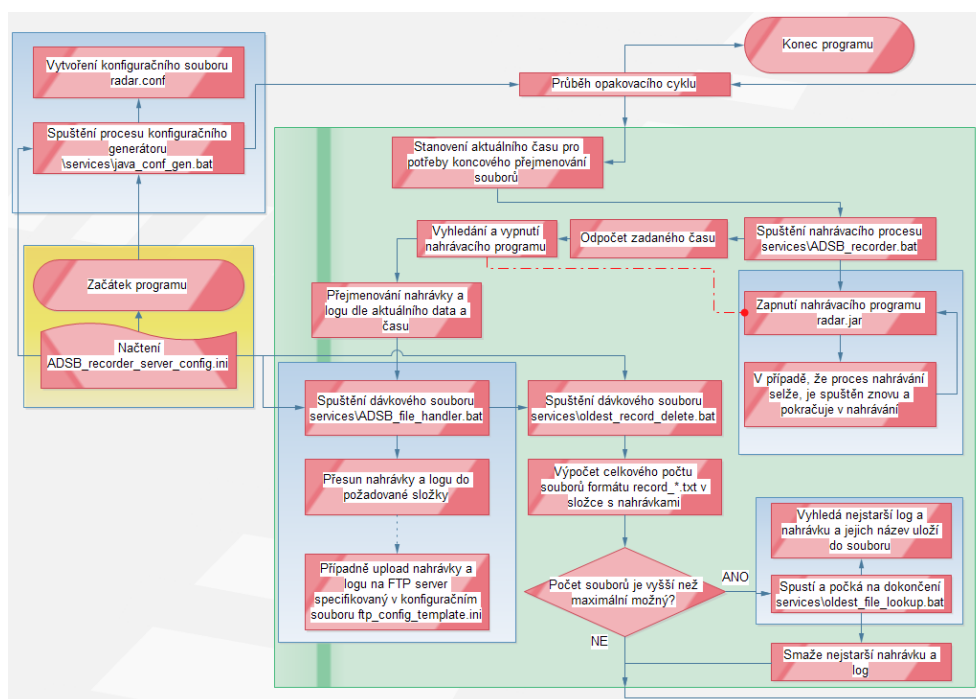 Konec programu
Vytvoření konfiguračního souboru
radar.conf
Průběh opakovacího cyklu
Spuštění procesu konfiguračního
generátoru
\services\java_conf_gen.bat
Stanovení aktuálního času pro
potřeby koncového přejmenování
souborů
Vyhledání a vypnutí
nahrávacího programu
Odpočet zadaného času
Spuštění nahrávacího procesu
services\ADSB_recorder.bat
Začátek programu
Přejmenování nahrávky a
logu dle aktuálního data a
času
Zapnutí nahrávacího programu
radar.jar
Načtení
ADSB_recorder_server_config.ini
V případě, že proces nahrávání
selže, je spuštěn znovu a
pokračuje v nahrávání
Spuštění dávkového souboru
services\ADSB_file_handler.bat
Spuštění dávkového souboru
services\oldest_record_delete.bat
Přesun nahrávky a logu do
požadované složky
Výpočet celkového počtu
souborů formátu record_*.txt v
složce s nahrávkami
Vyhledá nejstarší log a
nahrávku a jejich název uloží
do souboru
Případně upload nahrávky a
logu na FTP server
specifikovaný v konfiguračním
souboru ftp_config_template.ini
Počet souborů je vyšší než
maximální možný?
ANO
Spustí a počká na dokončení
services\oldest_file_lookup.bat
NE
Smaže nejstarší nahrávku a
log